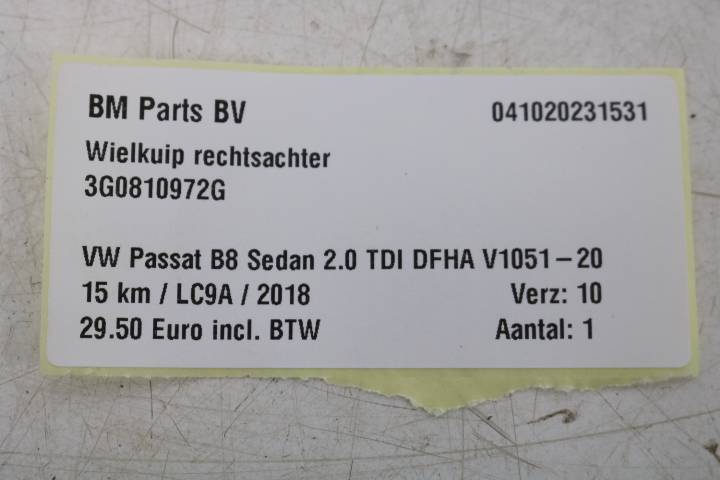 BM Parts BV 041020231531
Wielkuip rechtsachter
3G0810972G
VW Passat B8 Sedan 2.0 TDI DFHA V1051-20
15 km / LC9A / 2018 Verz: 10
29.50 Euro incl. BTW Aantal: 1